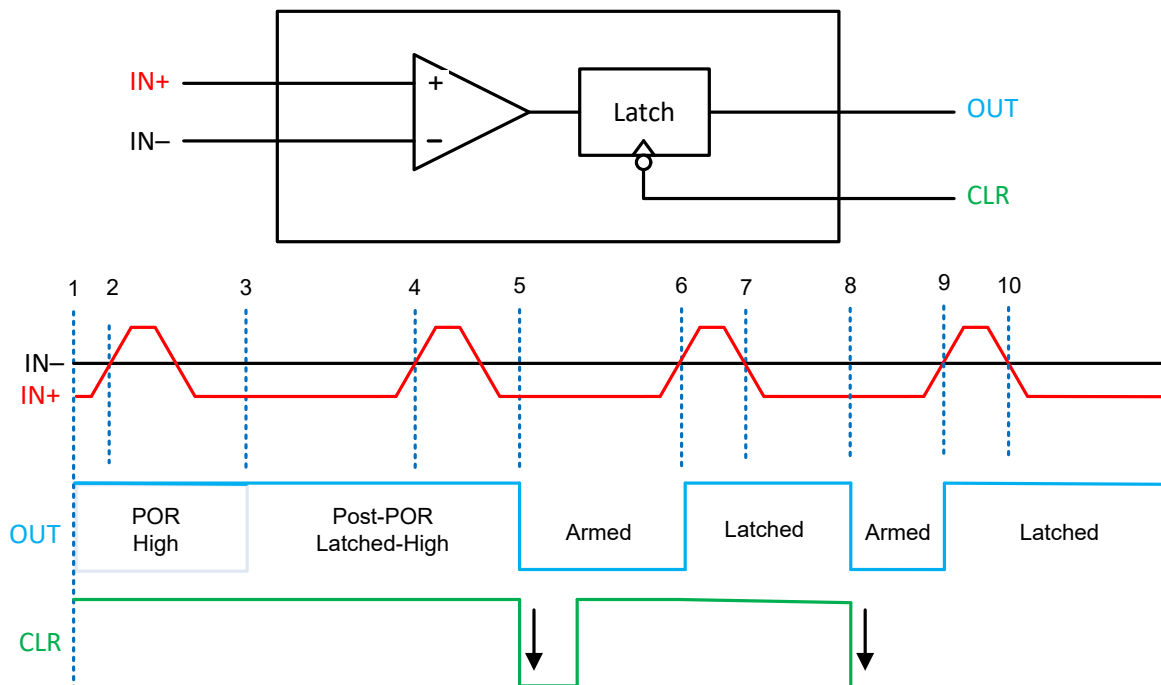 IN+
+
Latch
OUT
IN–
–
CLR
1 2 3 4 5 6 7 8 9 10
IN–
IN+
OUT
POR
High
Post-POR
Latched-High
Armed
Latched
Armed
Latched
CLR